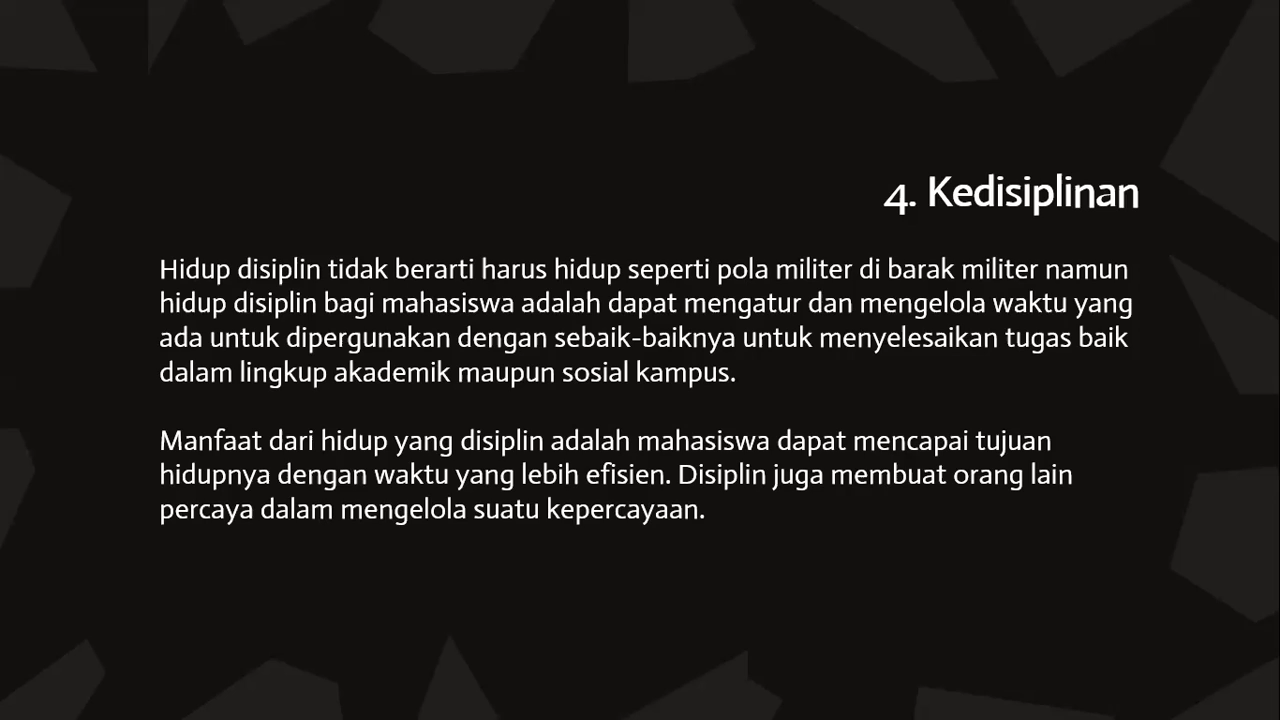 4. Kedisiplinan
Hidup disiplin tidak berarti harus hidup seperti pola militer di barak militer namun
hidup disiplin bagi mahasiswa adalah dapat mengatur dan mengelola waktu yang
ada untuk dipergunakan dengan sebaik-baiknya untuk menyelesaikan tugas baik
dalam lingkup akademik maupun sosial kampus.
Manfaat dari hidup yang disiplin adalah mahasiswa dapat mencapai tujuan
hidupnya dengan waktu yang lebih efisien. Disiplin juga membuat orang lain
percaya dalam mengelola suatu kepercayaan.